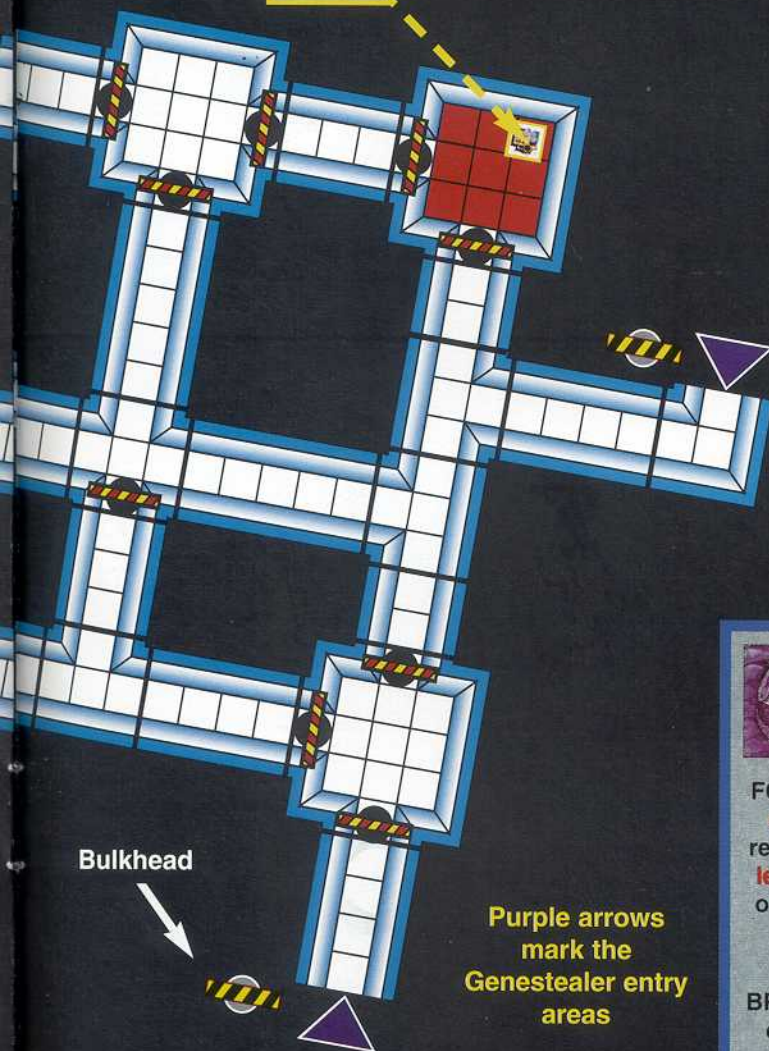 Bulkhead
Purple arrows
mark the
Genestealer entry
areas